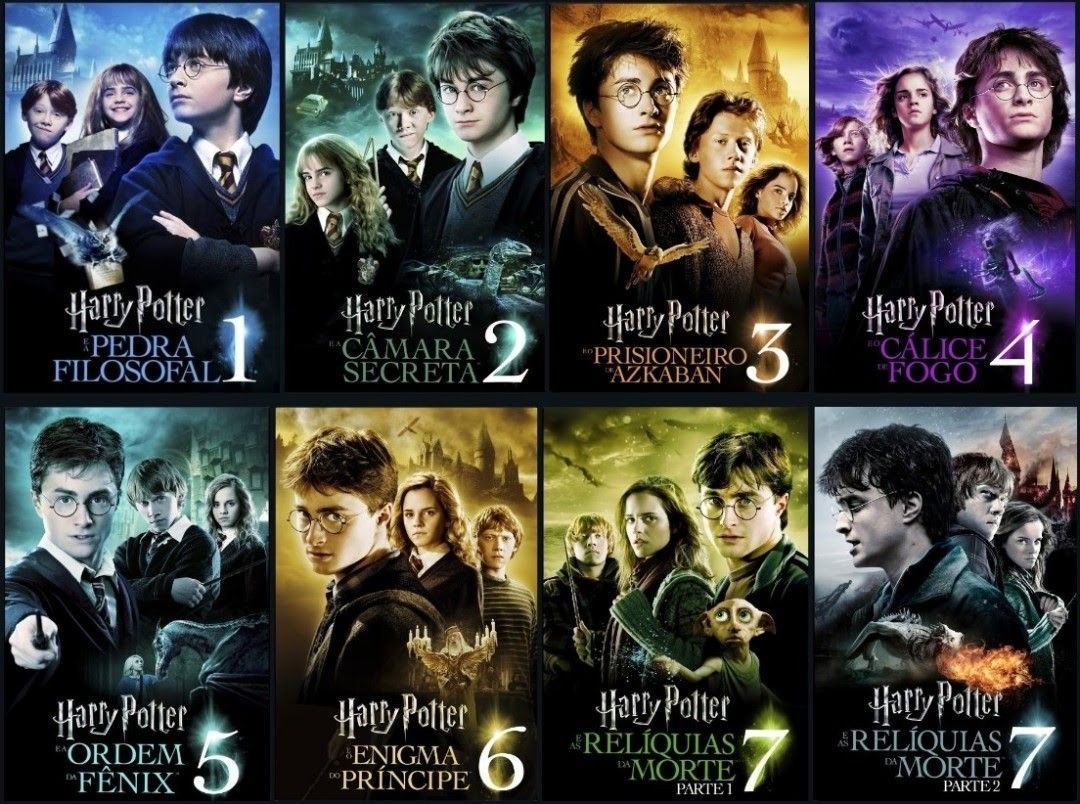 Harry Potter
E A PEDRA
FILOSOFAL 1
Harry Potter
E A CÂMARA
SECRETA 2
Harry Potter
E O PRISIONEIRO
DE AZKABAN 3
Harry Potter
E O CÁLICE
DE FOGO 4
Harry Potter
E A ORDEM
DA FÊNIX 5
Harry Potter
E O ENIGMA
DO PRÍNCIPE 6
Harry Potter
E AS RELÍQUIAS
DA MORTE 7
PARTE 1
Harry Potter
E AS RELÍQUIAS
DA MORTE 7
PARTE 2